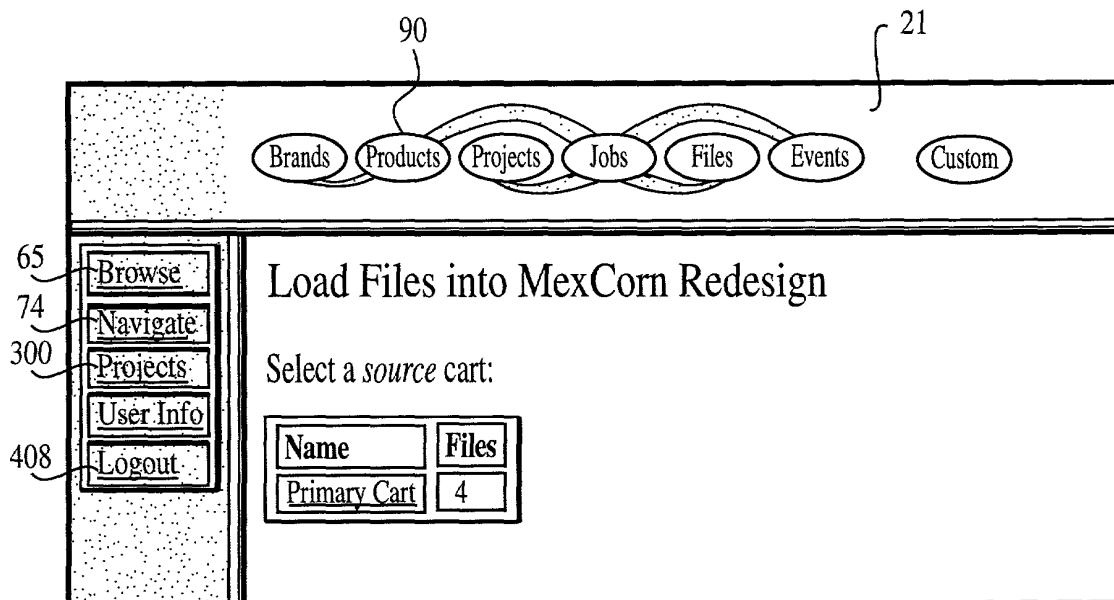 90
21
Brands Products Projects Jobs Files Events Custom
65
Browse
74
Navigate
300
Projects
User Info
408
Logout
Load Files into MexCorn Redesign
Select a source cart:
Name Files
Primary Cart 4